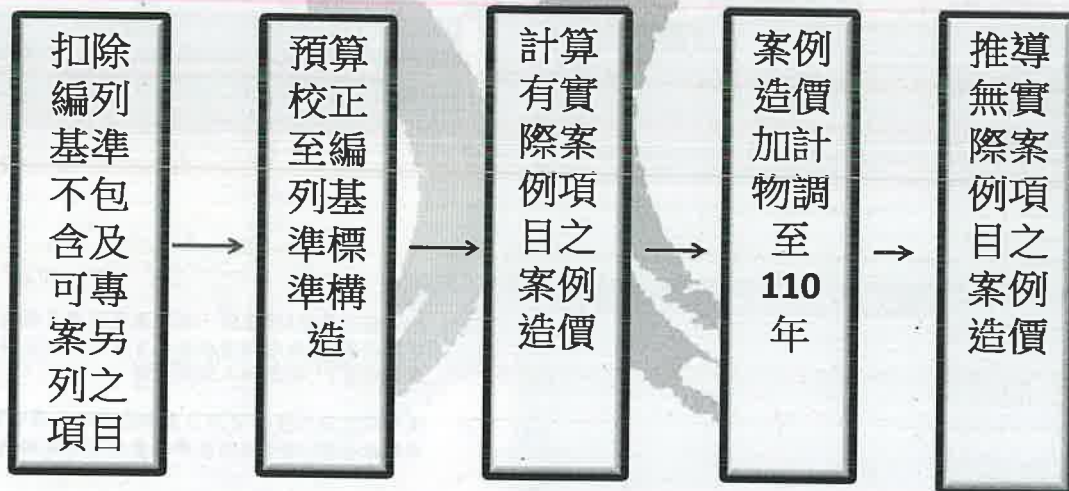 扣除
編列
基準
不包
含及
可專
案另
列之
項目
預算
校正
至編
列基
準標
準構
造
計算
有實
際案
例項
目之
案例
造價
案例
造價
加計
物調
至
110
年
推導
無實
際案
例項
目之
案例
造價